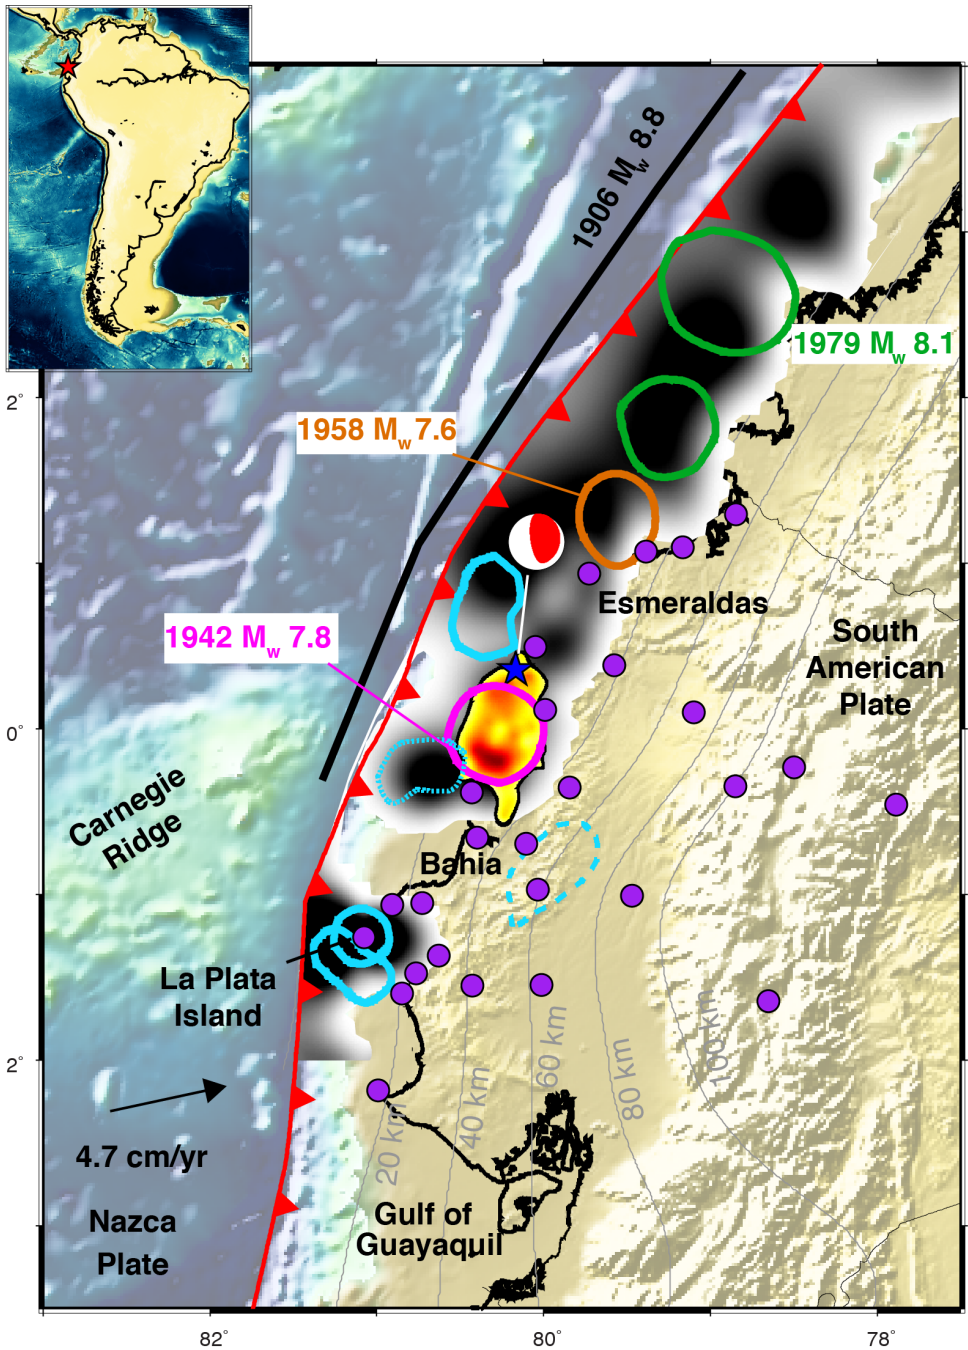 1906 Mw 8.8
1979 Mw 8.1
2°
1958 Mw 7.6
Esmeraldas
1942 Mw 7.8
South
American
Plate
0°
Carnegie
Ridge
Bahia
La Plata
Island
2°
4.7 cm/yr
20 km
40 km
60 km
80 km
100 km
Nazca
Plate
Gulf of
Guayaquil
82°
80°
78°